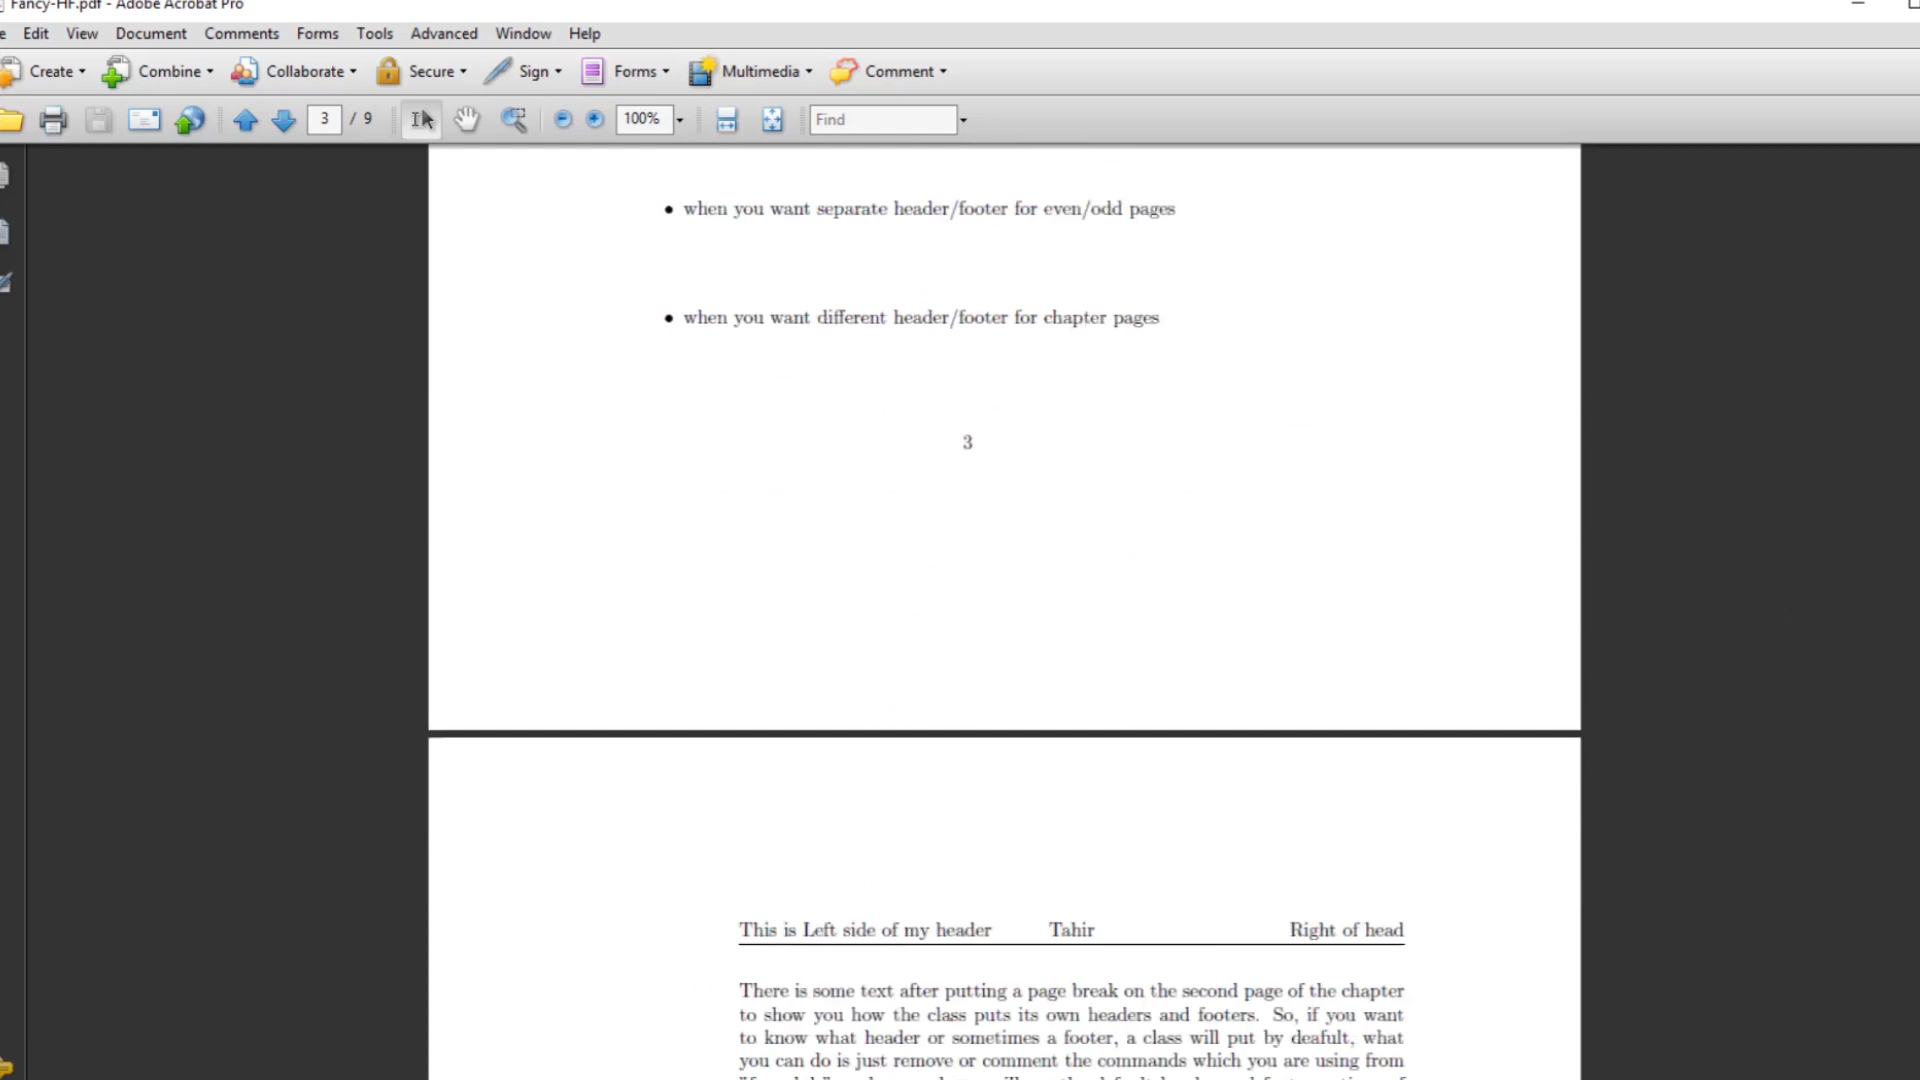 Fancy-HF.pdf - Adobe Acrobat Pro
Edit View Document Comments Forms Tools Advanced Window Help
Create Combine Collaborate Secure Sign Forms Multimedia Comment
3 / 9 100% Find
• when you want separate header/footer for even/odd pages
• when you want different header/footer for chapter pages
3
This is Left side of my header Tahir Right of head
There is some text after putting a page break on the second page of the chapter
to show you how the class puts its own headers and footers. So, if you want
to know what header or sometimes a footer, a class will put by deafult, what
you can do is just remove or comment the commands which you are using from